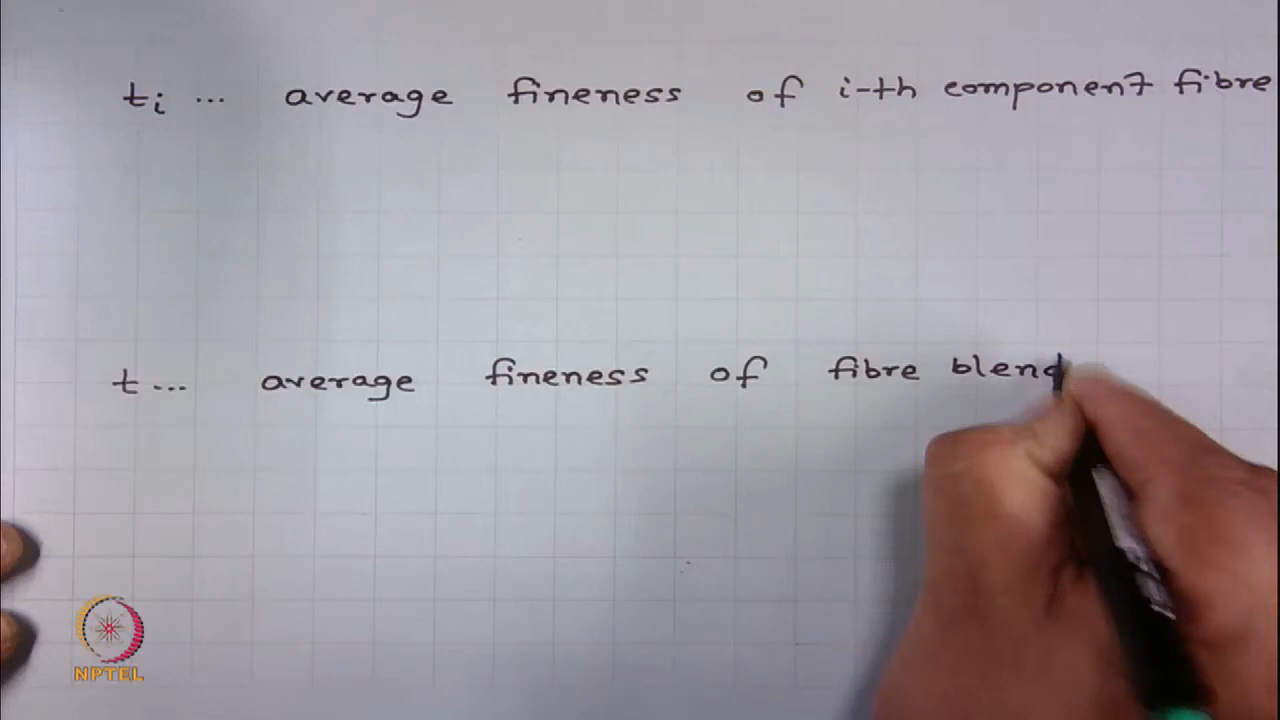 ti ... average fineness of i-th component fibre
t... average fineness of fibre blend
NPTEL